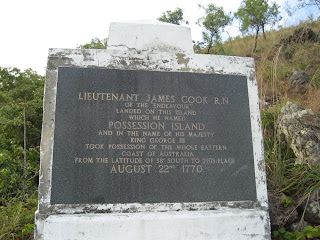 LIEUTENANT JAMES COOK R.N.
OF THE "ENDEAVOUR"
LANDED ON THIS ISLAND
WHICH HE NAMED
POSSESSION ISLAND
AND IN THE NAME OF HIS MAJESTY
KING GEORGE III
TOOK POSSESSION OF THE WHOLE EASTERN
COAST OF AUSTRALIA
FROM THE LATITUDE OF 38° SOUTH TO THIS PLACE
AUGUST 22ND 1770